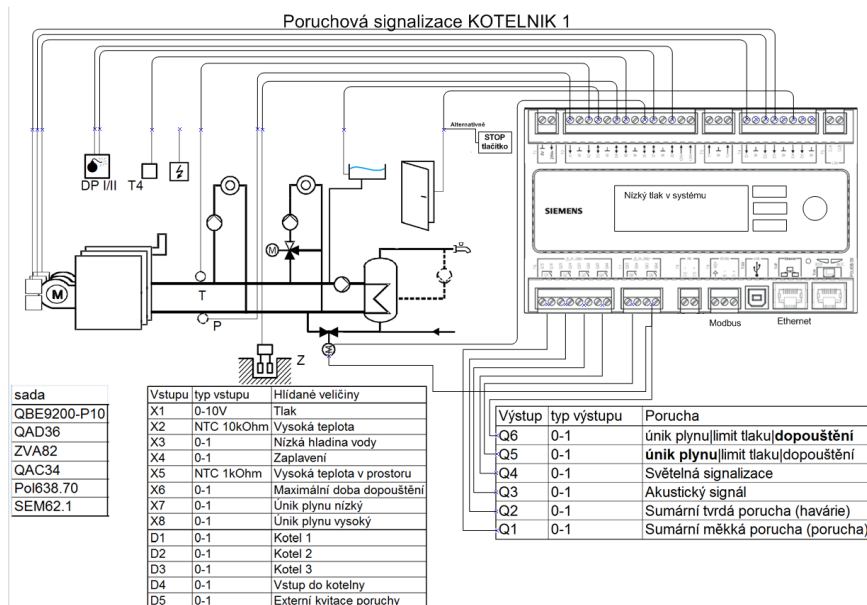 Poruchová signalizace KOTELNIK 1
Alternativně
STOP
tlačítko
DP I/II
T4
Nízký tlak v systému
SIEMENS
M
M
T
P
Z
Modbus
Ethernet
sada
QBE9200-P10
QAD36
ZVA82
QAC34
Pol638.70
SEM62.1
Vstupu typ vstupu Hlídané veličiny
X1 0-10V Tlak
X2 NTC 10kOhm Vysoká teplota
X3 0-1 Nízká hladina vody
X4 0-1 Zaplavení
X5 NTC 1kOhm Vysoká teplota v prostoru
X6 0-1 Maximální doba dopouštění
X7 0-1 Únik plynu nízký
X8 0-1 Únik plynu vysoký
D1 0-1 Kotel 1
D2 0-1 Kotel 2
D3 0-1 Kotel 3
D4 0-1 Vstup do kotelny
D5 0-1 Externí kvitace poruchy
Výstup typ výstupu Porucha
Q6 0-1 únik plynu|limit tlaku|dopouštění
Q5 0-1 únik plynu|limit tlaku|dopouštění
Q4 0-1 Světelná signalizace
Q3 0-1 Akustický signál
Q2 0-1 Sumární tvrdá porucha (havárie)
Q1 0-1 Sumární měkká porucha (porucha)